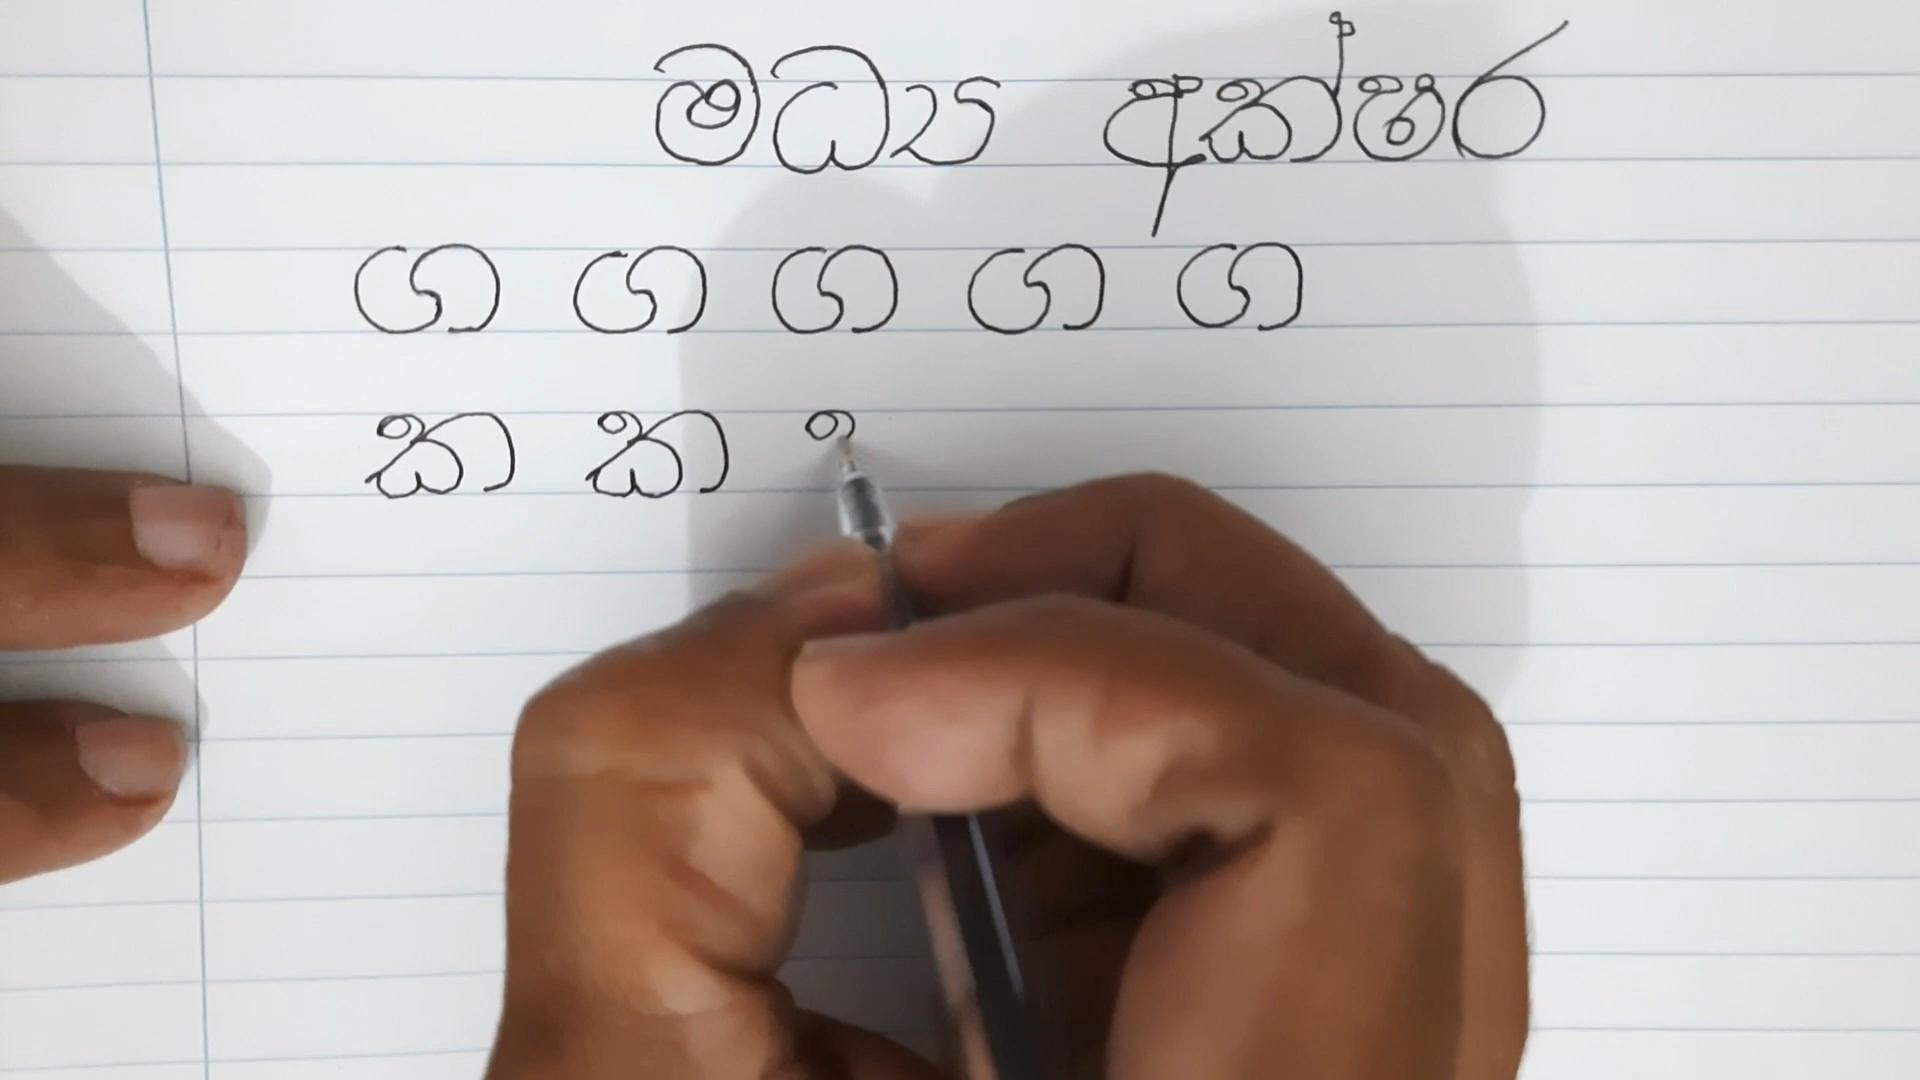 මධ්‍ය අක්ෂර
ග ග ග ග ග
ක ක